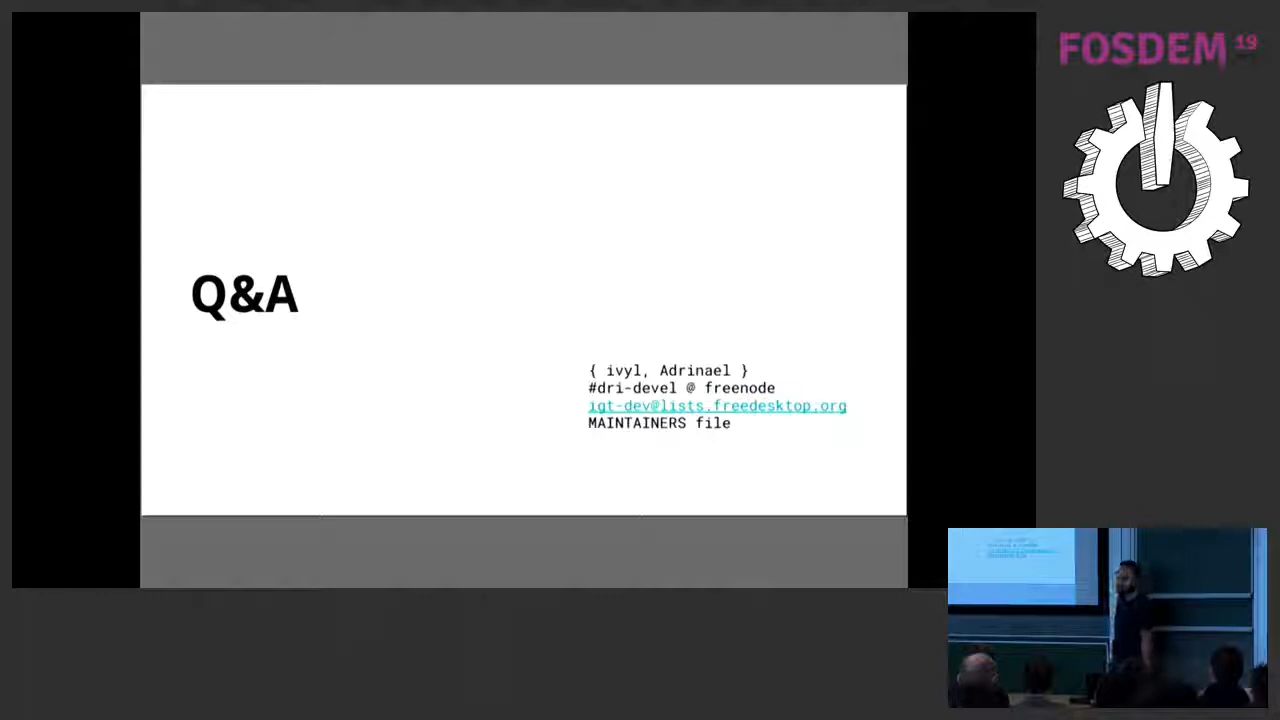 FOSDEM 19
Q&A
{ ivyl, Adrinael }
#dri-devel @ freenode
igt-dev@lists.freedesktop.org
MAINTAINERS file